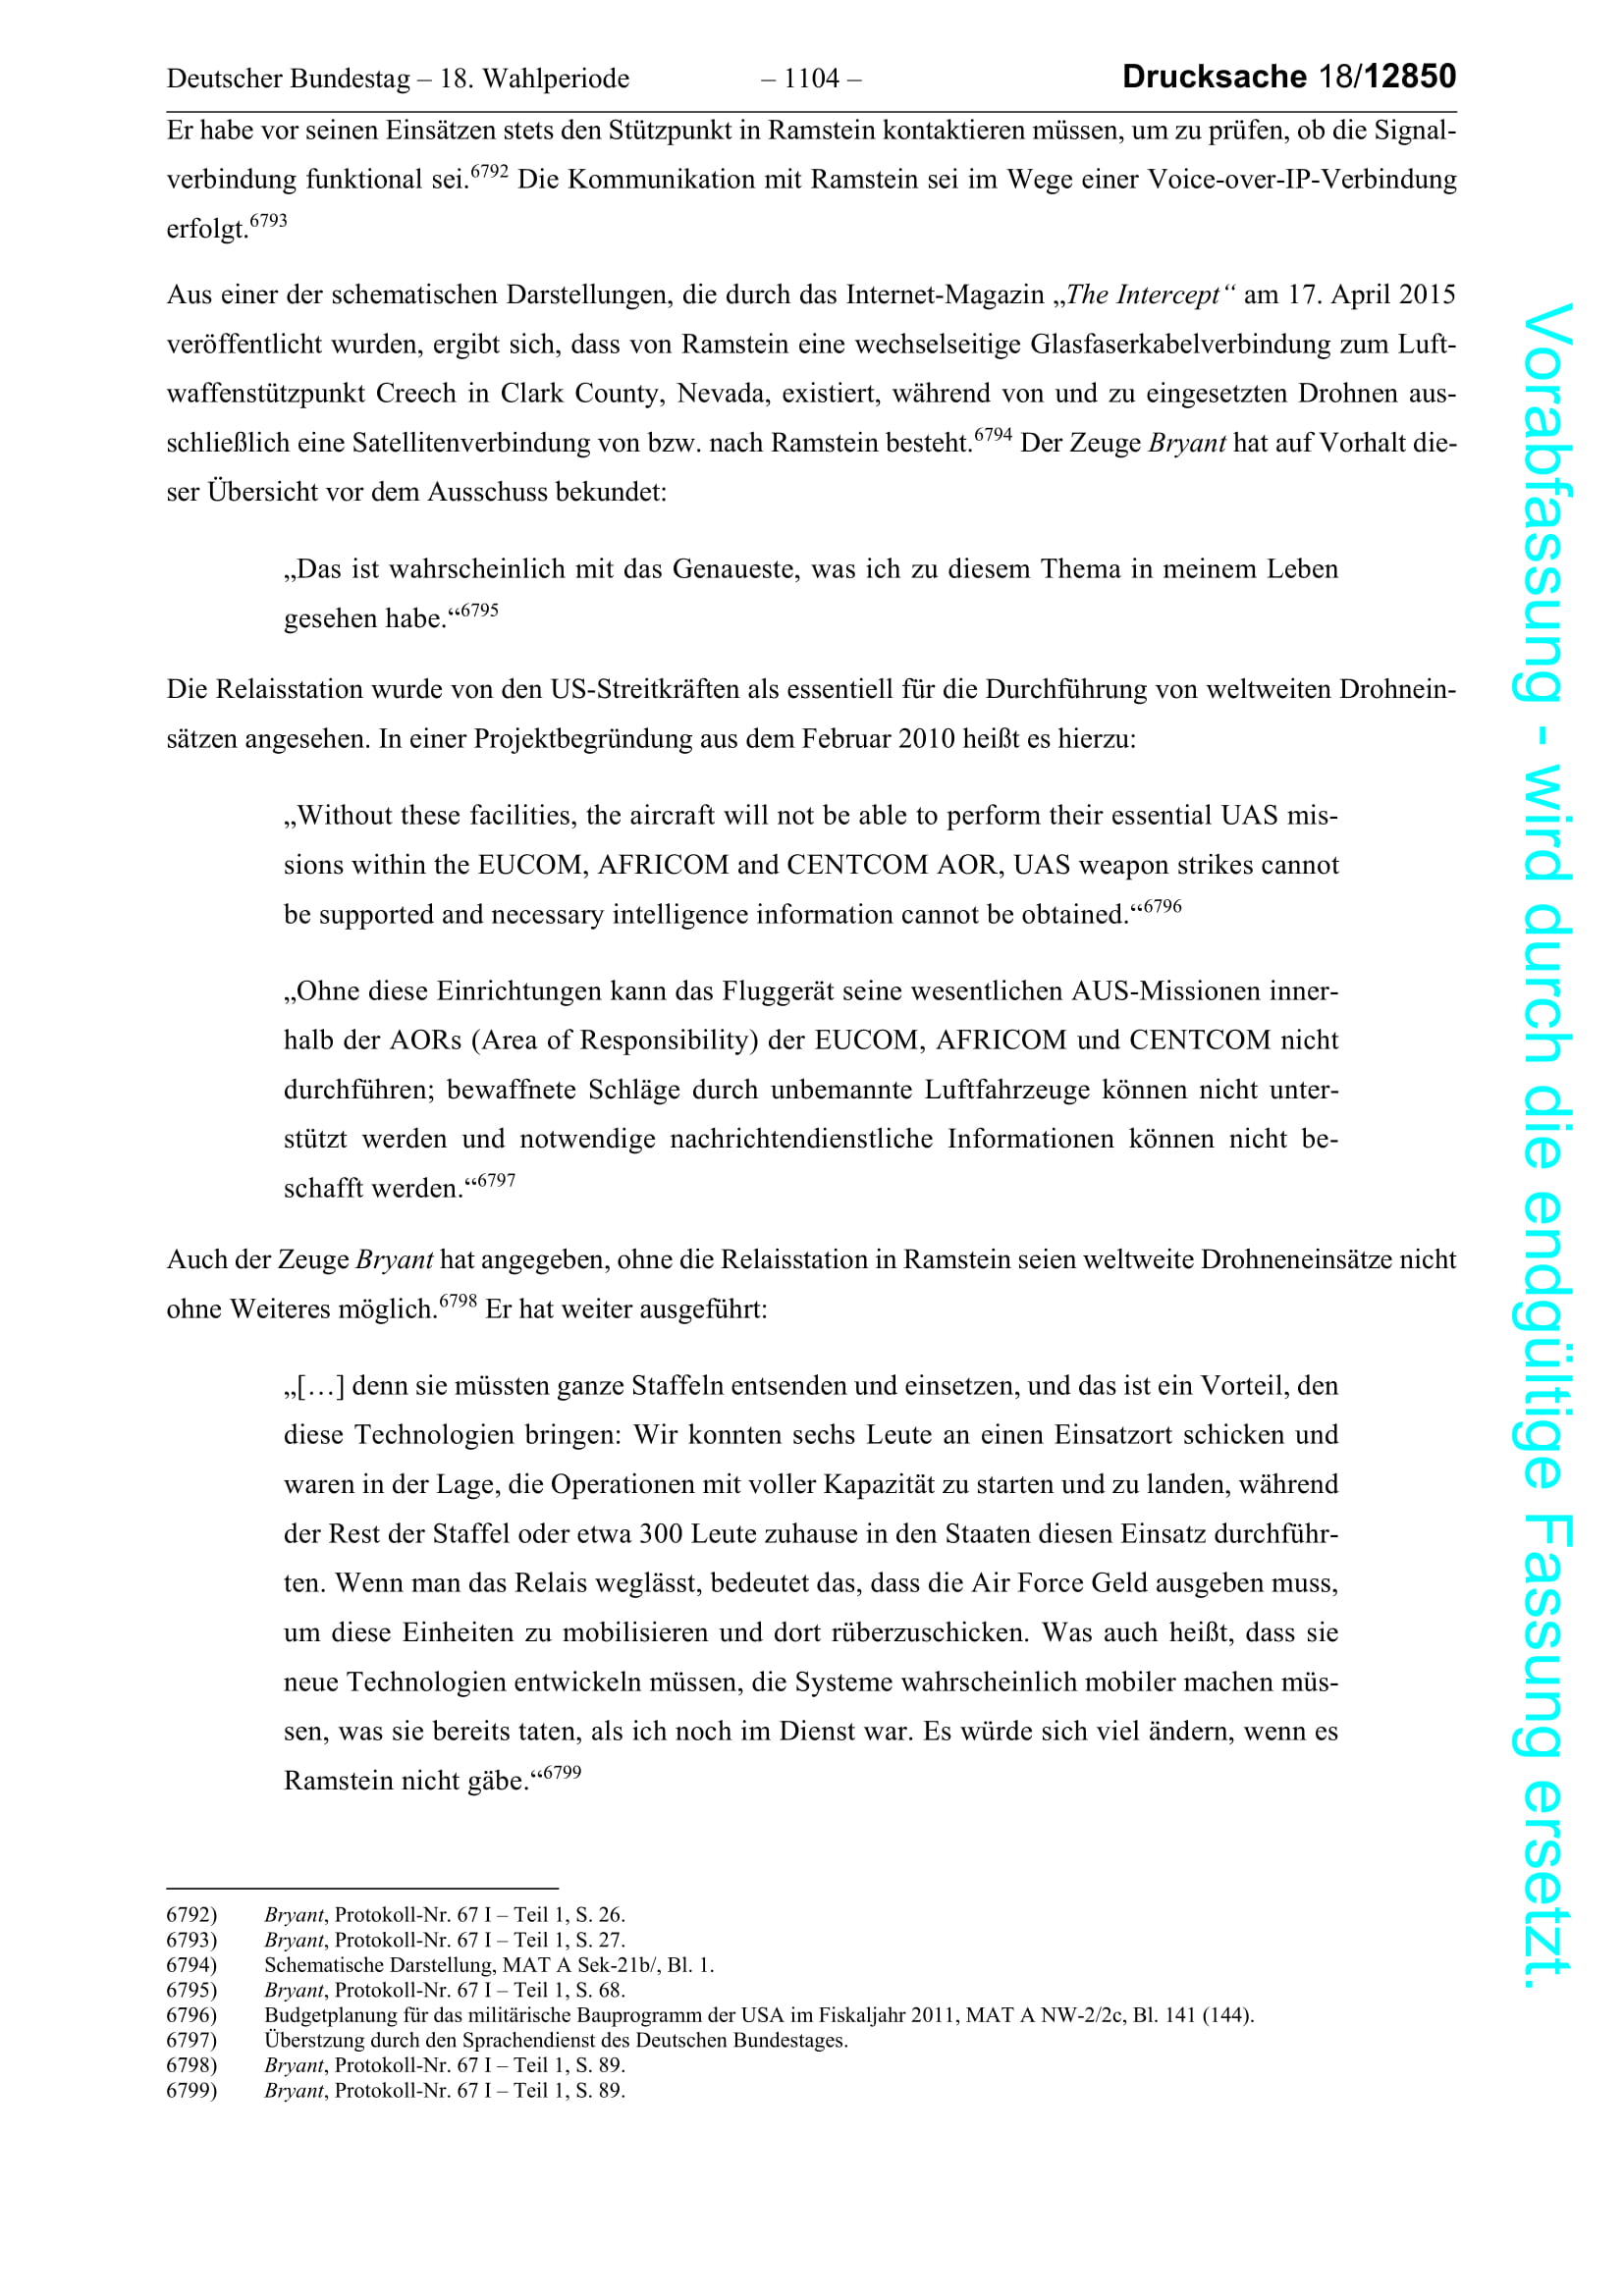 Deutscher Bundestag – 18. Wahlperiode – 1104 – Drucksache 18/12850
Er habe vor seinen Einsätzen stets den Stützpunkt in Ramstein kontaktieren müssen, um zu prüfen, ob die Signal-
verbindung funktional sei.6792 Die Kommunikation mit Ramstein sei im Wege einer Voice-over-IP-Verbindung
erfolgt.6793
Aus einer der schematischen Darstellungen, die durch das Internet-Magazin „The Intercept“ am 17. April 2015
veröffentlicht wurden, ergibt sich, dass von Ramstein eine wechselseitige Glasfaserkabelverbindung zum Luft-
waffenstützpunkt Creech in Clark County, Nevada, existiert, während von und zu eingesetzten Drohnen aus-
schließlich eine Satellitenverbindung von bzw. nach Ramstein besteht.6794 Der Zeuge Bryant hat auf Vorhalt die-
ser Übersicht vor dem Ausschuss bekundet:
„Das ist wahrscheinlich mit das Genaueste, was ich zu diesem Thema in meinem Leben
gesehen habe.“6795
Die Relaisstation wurde von den US-Streitkräften als essentiell für die Durchführung von weltweiten Drohnein-
sätzen angesehen. In einer Projektbegründung aus dem Februar 2010 heißt es hierzu:
„Without these facilities, the aircraft will not be able to perform their essential UAS mis-
sions within the EUCOM, AFRICOM and CENTCOM AOR, UAS weapon strikes cannot
be supported and necessary intelligence information cannot be obtained.“6796
„Ohne diese Einrichtungen kann das Fluggerät seine wesentlichen AUS-Missionen inner-
halb der AORs (Area of Responsibility) der EUCOM, AFRICOM und CENTCOM nicht
durchführen; bewaffnete Schläge durch unbemannte Luftfahrzeuge können nicht unter-
stützt werden und notwendige nachrichtendienstliche Informationen können nicht be-
schafft werden.“6797
Auch der Zeuge Bryant hat angegeben, ohne die Relaisstation in Ramstein seien weltweite Drohneneinsätze nicht
ohne Weiteres möglich.6798 Er hat weiter ausgeführt:
„[…] denn sie müssten ganze Staffeln entsenden und einsetzen, und das ist ein Vorteil, den
diese Technologien bringen: Wir konnten sechs Leute an einen Einsatzort schicken und
waren in der Lage, die Operationen mit voller Kapazität zu starten und zu landen, während
der Rest der Staffel oder etwa 300 Leute zuhause in den Staaten diesen Einsatz durchführ-
ten. Wenn man das Relais weglässt, bedeutet das, dass die Air Force Geld ausgeben muss,
um diese Einheiten zu mobilisieren und dort rüberzuschicken. Was auch heißt, dass sie
neue Technologien entwickeln müssen, die Systeme wahrscheinlich mobiler machen müs-
sen, was sie bereits taten, als ich noch im Dienst war. Es würde sich viel ändern, wenn es
Ramstein nicht gäbe.“6799
6792) Bryant, Protokoll-Nr. 67 I – Teil 1, S. 26.
6793) Bryant, Protokoll-Nr. 67 I – Teil 1, S. 27.
6794) Schematische Darstellung, MAT A Sek-21b/, Bl. 1.
6795) Bryant, Protokoll-Nr. 67 I – Teil 1, S. 68.
6796) Budgetplanung für das militärische Bauprogramm der USA im Fiskaljahr 2011, MAT A NW-2/2c, Bl. 141 (144).
6797) Überstzung durch den Sprachendienst des Deutschen Bundestages.
6798) Bryant, Protokoll-Nr. 67 I – Teil 1, S. 89.
6799) Bryant, Protokoll-Nr. 67 I – Teil 1, S. 89.
Vorabfassung - wird durch die endgültige Fassung ersetzt.